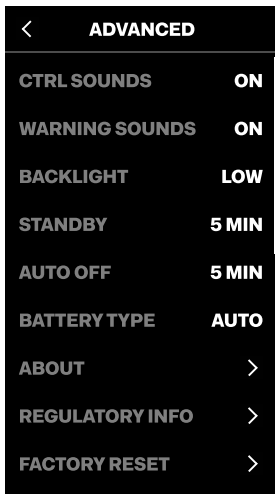 ADVANCED
CTRL SOUNDS ON
WARNING SOUNDS ON
BACKLIGHT LOW
STANDBY 5 MIN
AUTO OFF 5 MIN
BATTERY TYPE AUTO
ABOUT
REGULATORY INFO
FACTORY RESET